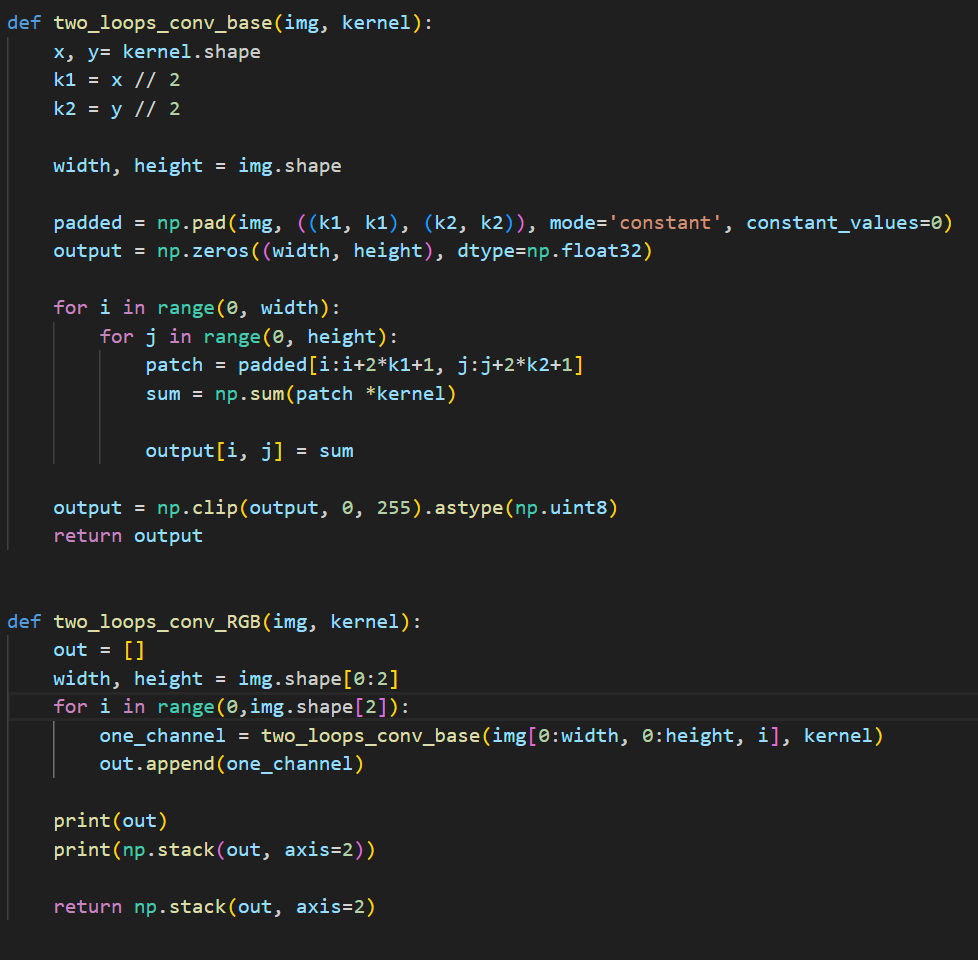 def two_loops_conv_base(img, kernel):
    x, y= kernel.shape
    k1 = x // 2
    k2 = y // 2

    width, height = img.shape

    padded = np.pad(img, ((k1, k1), (k2, k2)), mode='constant', constant_values=0)
    output = np.zeros((width, height), dtype=np.float32)

    for i in range(0, width):
        for j in range(0, height):
            patch = padded[i:i+2*k1+1, j:j+2*k2+1]
            sum = np.sum(patch *kernel)

            output[i, j] = sum

    output = np.clip(output, 0, 255).astype(np.uint8)
    return output


def two_loops_conv_RGB(img, kernel):
    out = []
    width, height = img.shape[0:2]
    for i in range(0,img.shape[2]):
        one_channel = two_loops_conv_base(img[0:width, 0:height, i], kernel)
        out.append(one_channel)

    print(out)
    print(np.stack(out, axis=2))

    return np.stack(out, axis=2)